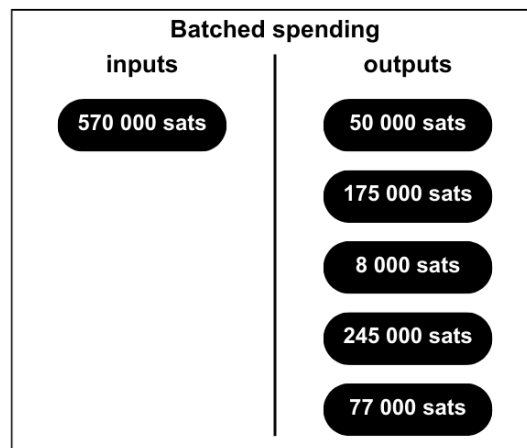 Batched spending
inputs
outputs
570 000 sats
50 000 sats
175 000 sats
8 000 sats
245 000 sats
77 000 sats